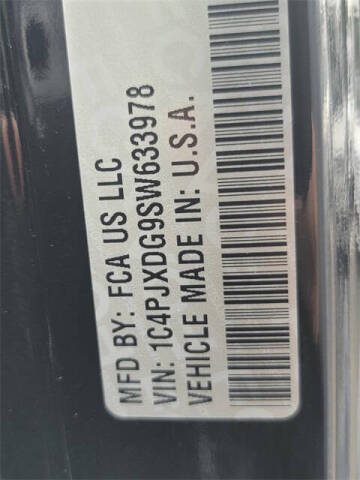 MFD BY: FCA US LLC
VIN: 1C4PJXDG9SW633978
VEHICLE MADE IN: U.S.A.